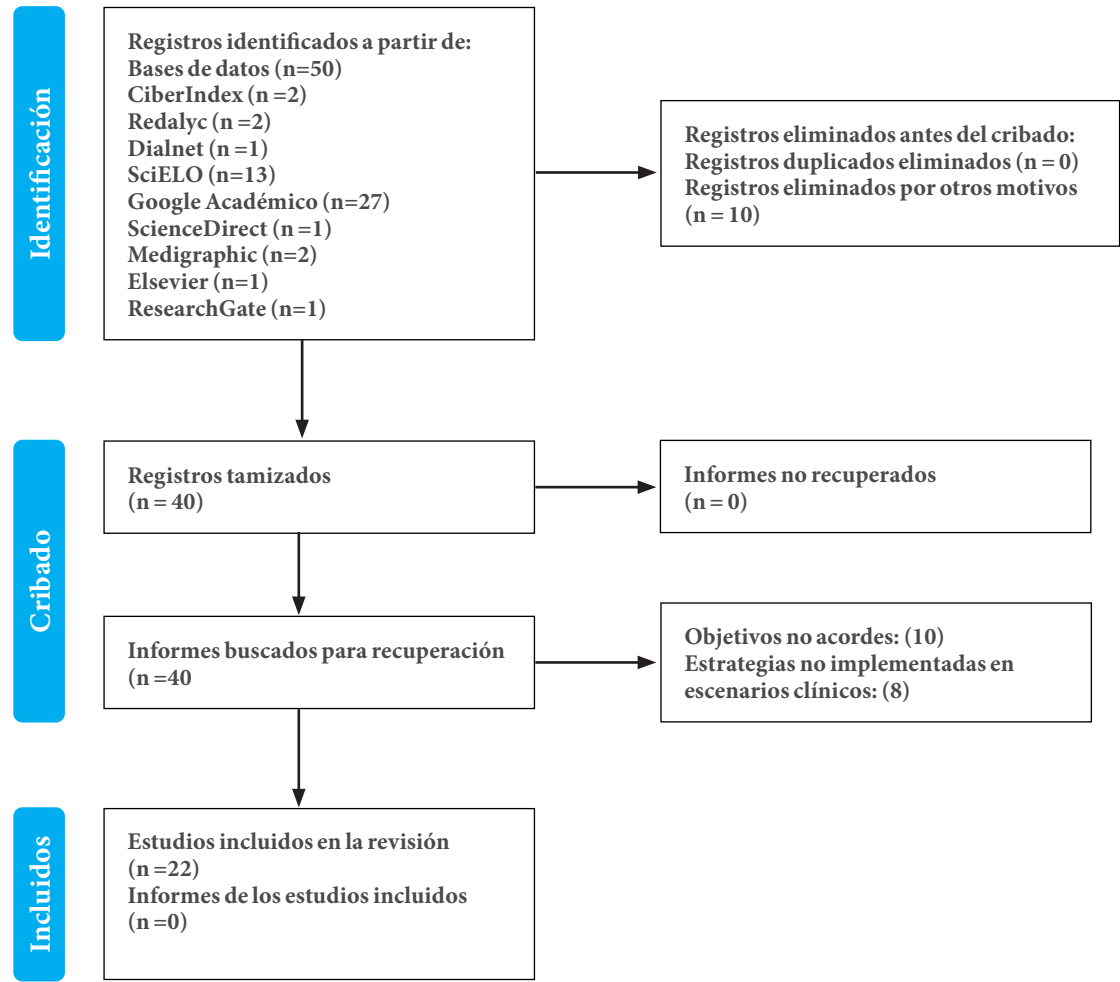 Identificación
Registros identificados a partir de:
Bases de datos (n=50)
CiberIndex (n =2)
Redalyc (n =2)
Dialnet (n =1)
SciELO (n=13)
Google Académico (n=27)
ScienceDirect (n =1)
Medigraphic (n=2)
Elsevier (n=1)
ResearchGate (n=1)
Registros eliminados antes del cribado:
Registros duplicados eliminados (n = 0)
Registros eliminados por otros motivos
(n = 10)
Cribado
Registros tamizados
(n = 40)
Informes no recuperados
(n = 0)
Informes buscados para recuperación
(n =40
Objetivos no acordes: (10)
Estrategias no implementadas en
escenarios clínicos: (8)
Incluidos
Estudios incluidos en la revisión
(n =22)
Informes de los estudios incluidos
(n =0)